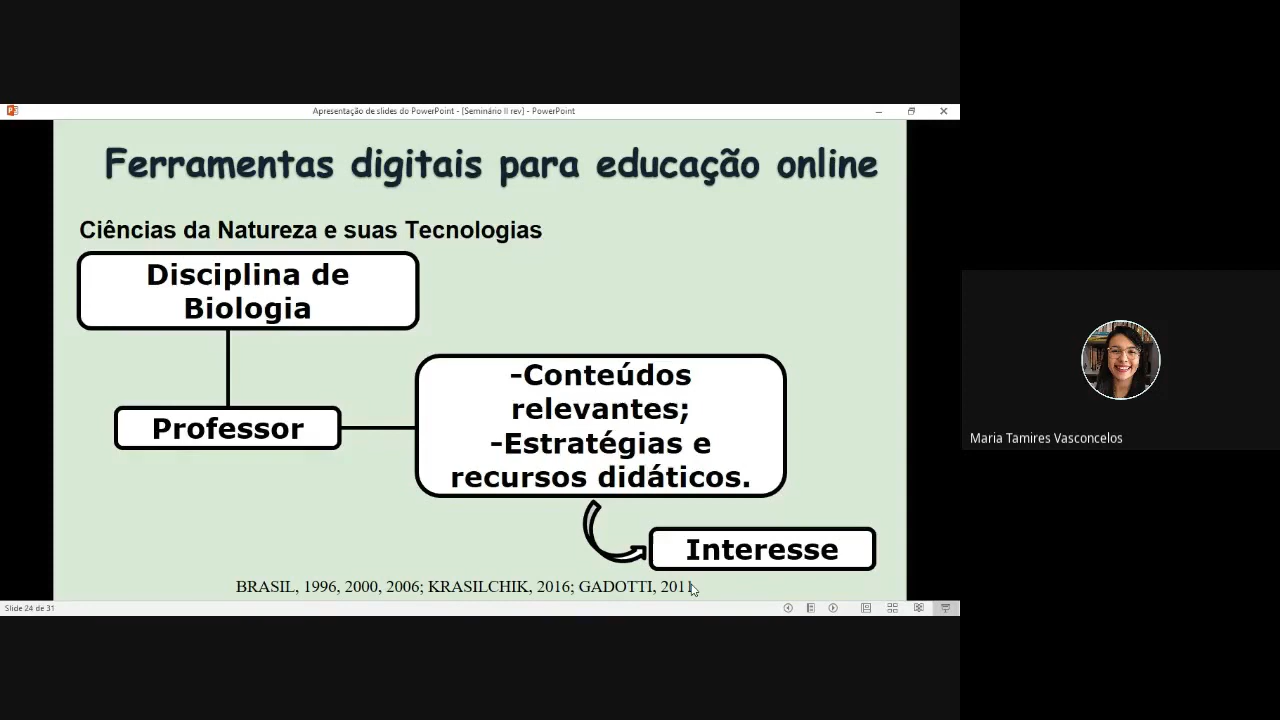 Apresentação de slides do PowerPoint - [Seminário II rev] - PowerPoint
Ferramentas digitais para educação online
Ciências da Natureza e suas Tecnologias
Disciplina de
Biologia
-Conteúdos
relevantes;
-Estratégias e
recursos didáticos.
Professor
Interesse
BRASIL, 1996, 2000, 2006; KRASILCHIK, 2016; GADOTTI, 2011
Slide 24 de 31
Maria Tamires Vasconcelos